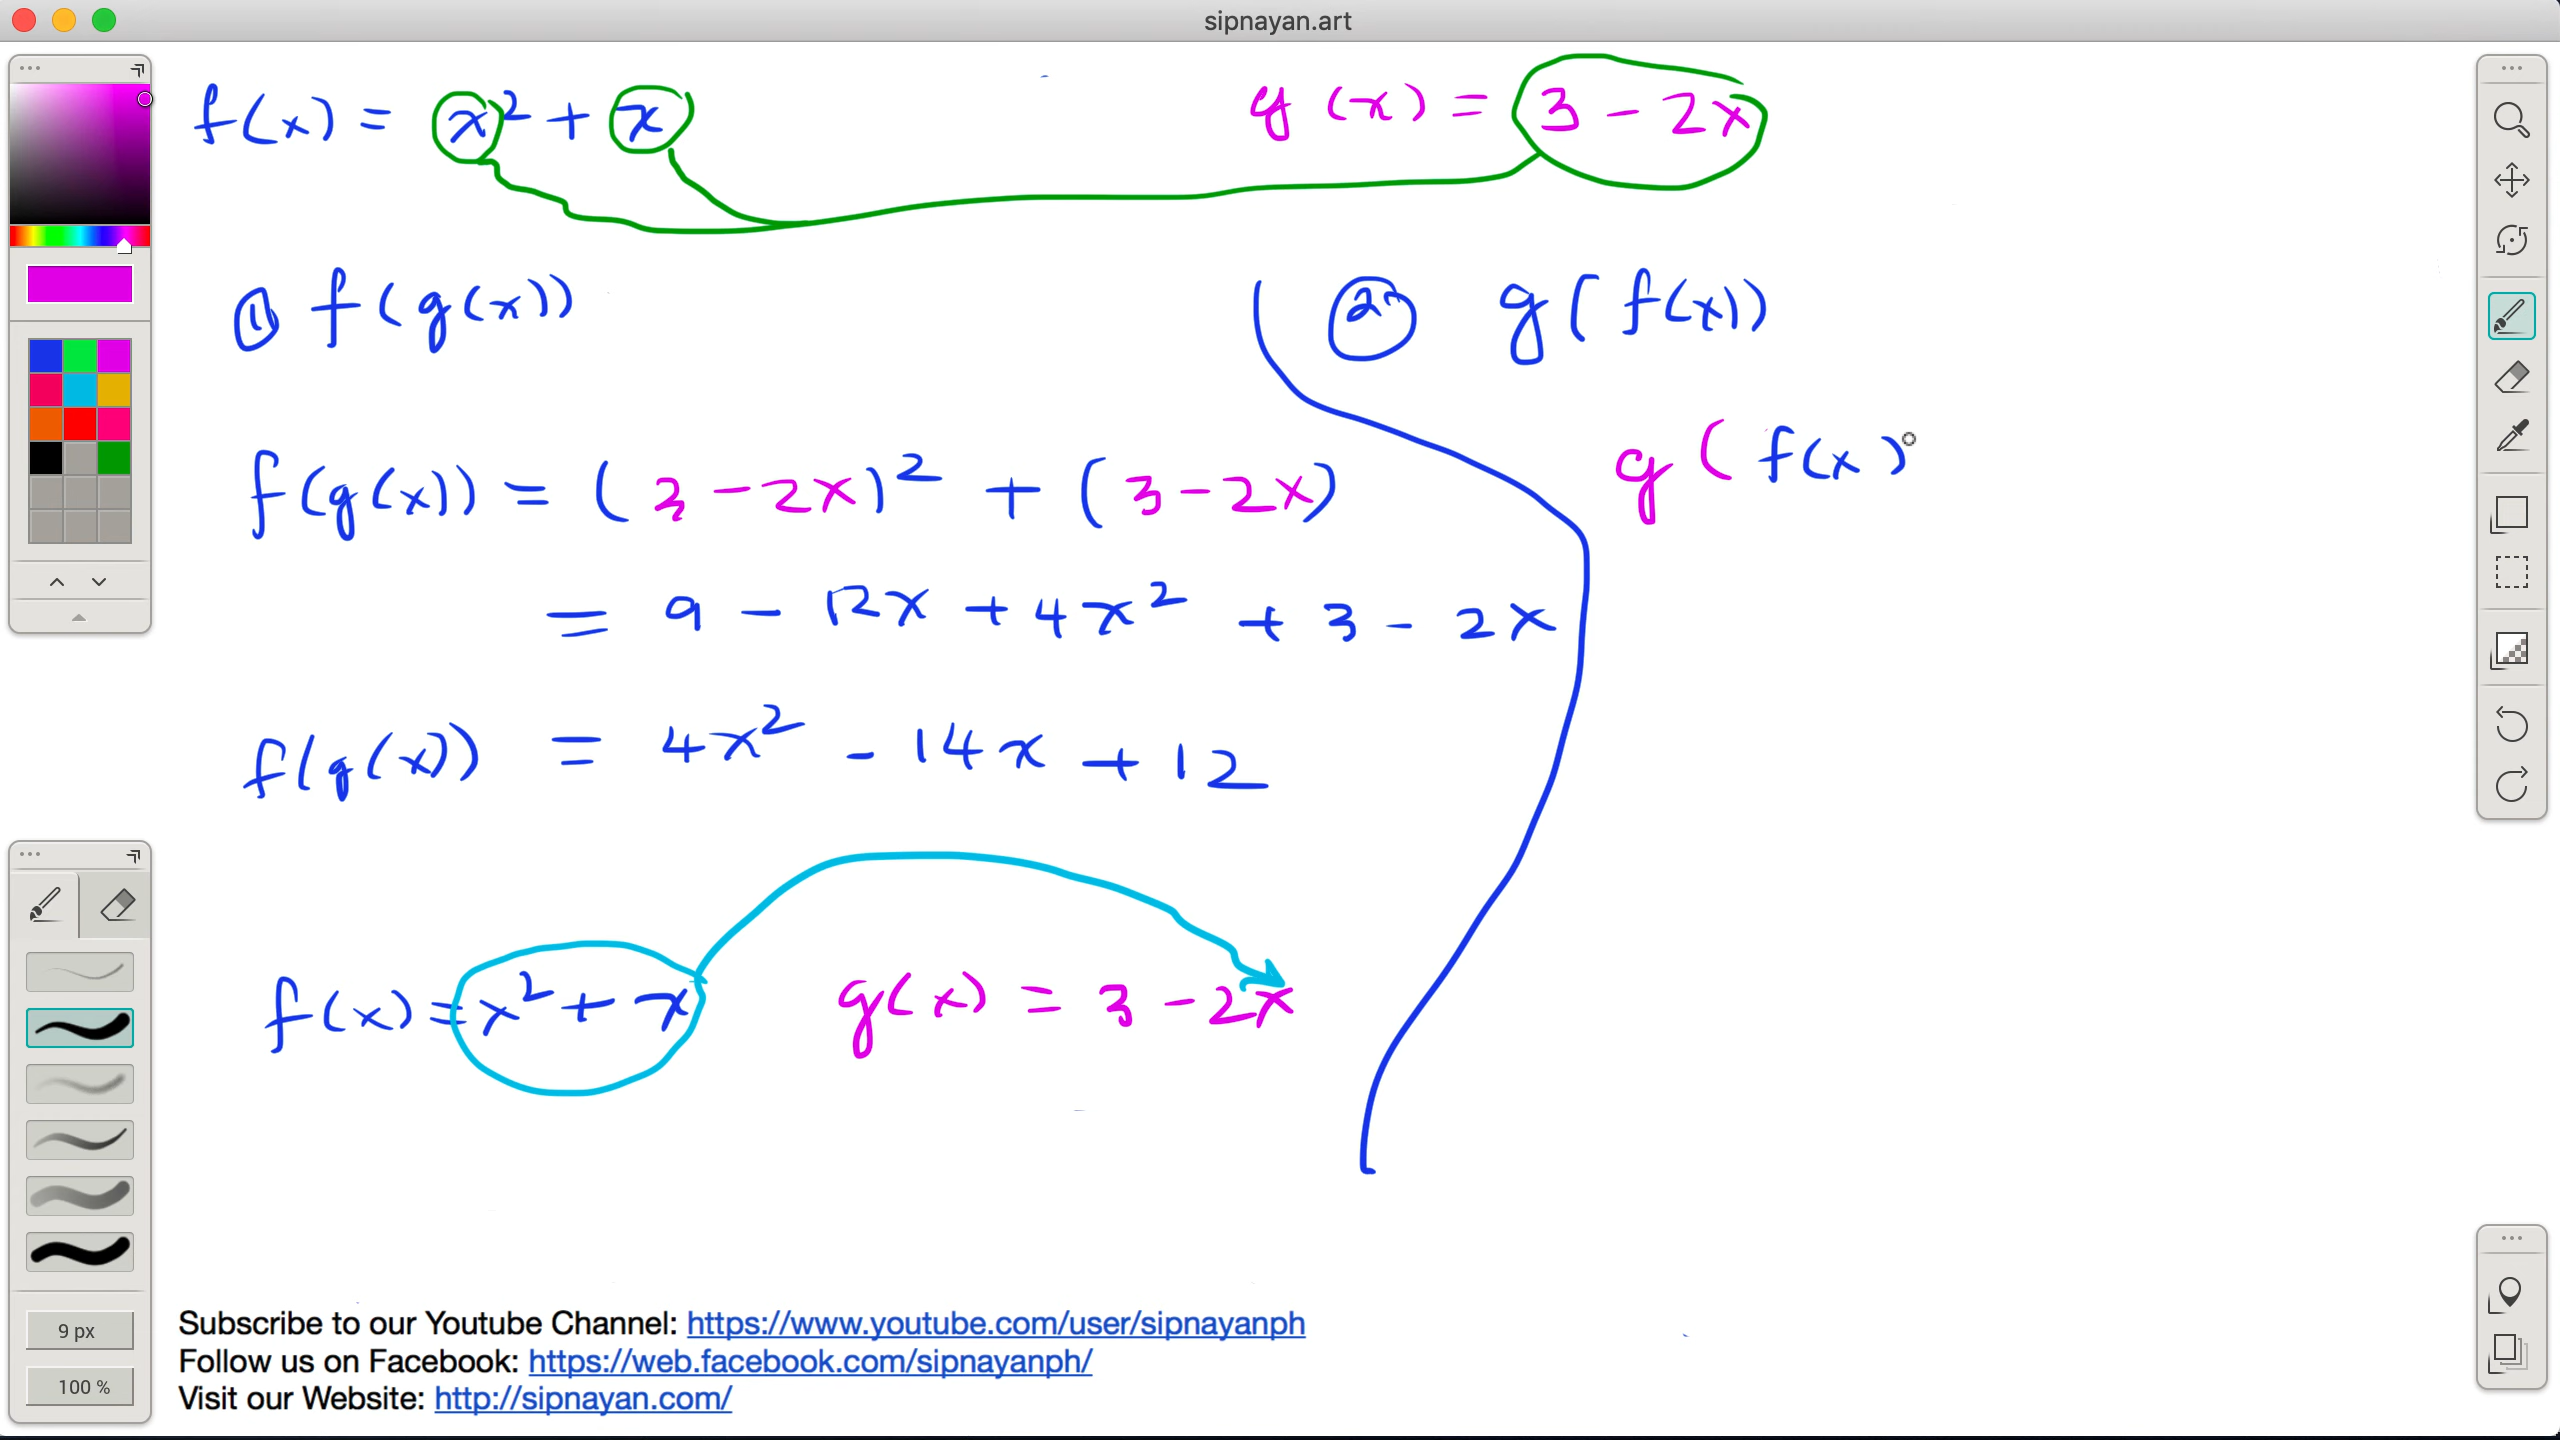 sipnayan.art
f(x) = x² + x
g(x) = 3 - 2x
① f(g(x))
② g(f(x))
g(f(x)
f(g(x)) = (3 - 2x)² + (3 - 2x)
= 9 - 12x + 4x² + 3 - 2x
f(g(x)) = 4x² - 14x + 12
f(x) = x² + x
g(x) = 3 - 2x
9 px
100 %
Subscribe to our Youtube Channel: https://www.youtube.com/user/sipnayanph
Follow us on Facebook: https://web.facebook.com/sipnayanph/
Visit our Website: http://sipnayan.com/